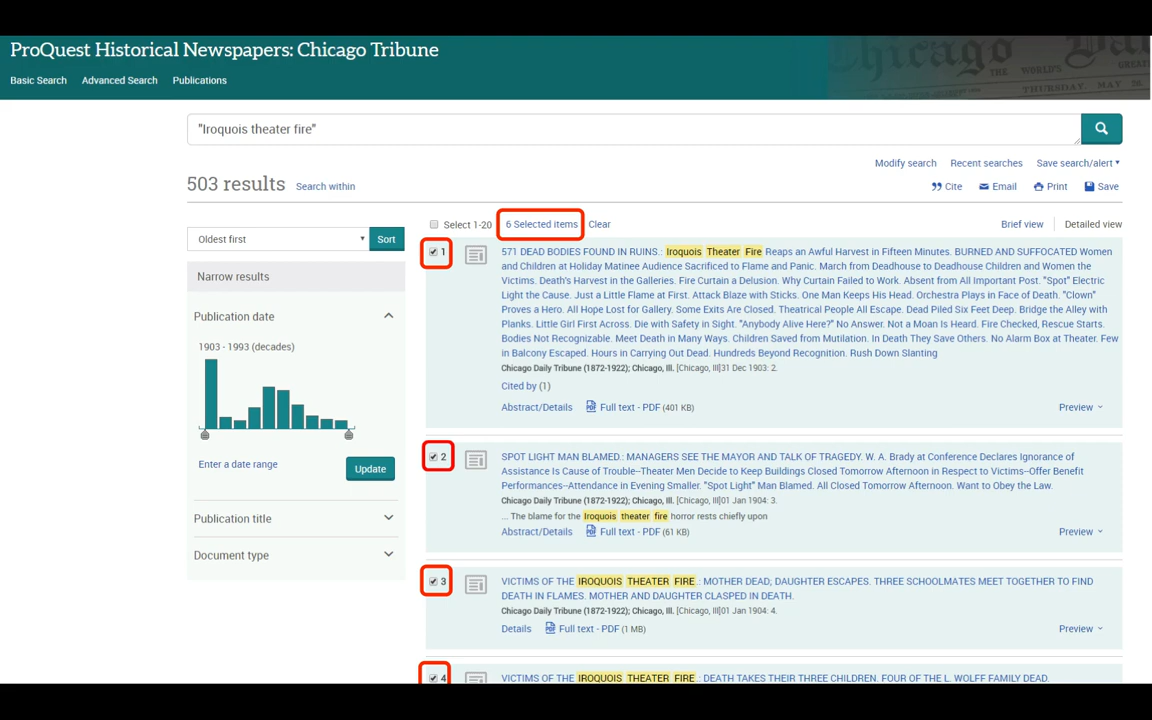 ProQuest Historical Newspapers: Chicago Tribune
Basic Search Advanced Search Publications
Chicago Da
THE WORLD'S GREAT
THURSDAY, MAY 26,
"Iroquois theater fire"
Modify search Recent searches Save search/alert
503 results Search within
Cite Email Print Save
Select 1-20 6 Selected items Clear Brief view Detailed view
Oldest first Sort
Narrow results
Publication date
1903 - 1993 (decades)
Enter a date range Update
Publication title
Document type
1 571 DEAD BODIES FOUND IN RUINS.: Iroquois Theater Fire Reaps an Awful Harvest in Fifteen Minutes. BURNED AND SUFFOCATED Women
and Children at Holiday Matinee Audience Sacrificed to Flame and Panic. March from Deadhouse to Deadhouse Children and Women the
Victims. Death's Harvest in the Galleries. Fire Curtain a Delusion. Why Curtain Failed to Work. Absent from All Important Post. "Spot" Electric
Light the Cause. Just a Little Flame at First. Attack Blaze with Sticks. One Man Keeps His Head. Orchestra Plays in Face of Death. "Clown"
Proves a Hero. All Hope Lost for Gallery. Some Exits Are Closed. Theatrical People All Escape. Dead Piled Six Feet Deep. Bridge the Alley with
Planks. Little Girl First Across. Die with Safety in Sight. "Anybody Alive Here?" No Answer. Not a Moan Is Heard. Fire Checked, Rescue Starts.
Bodies Not Recognizable. Meet Death in Many Ways. Children Saved from Mutilation. In Death They Save Others. No Alarm Box at Theater. Few
in Balcony Escaped. Hours in Carrying Out Dead. Hundreds Beyond Recognition. Rush Down Slanting
Chicago Daily Tribune (1872-1922); Chicago, Ill. [Chicago, Ill]31 Dec 1903: 2.
Cited by (1)
Abstract/Details Full text - PDF (401 KB) Preview
2 SPOT LIGHT MAN BLAMED.: MANAGERS SEE THE MAYOR AND TALK OF TRAGEDY. W. A. Brady at Conference Declares Ignorance of
Assistance Is Cause of Trouble--Theater Men Decide to Keep Buildings Closed Tomorrow Afternoon in Respect to Victims--Offer Benefit
Performances--Attendance in Evening Smaller. "Spot Light" Man Blamed. All Closed Tomorrow Afternoon. Want to Obey the Law.
Chicago Daily Tribune (1872-1922); Chicago, Ill. [Chicago, Ill]01 Jan 1904: 3.
... The blame for the Iroquois theater fire horror rests chiefly upon
Abstract/Details Full text - PDF (61 KB) Preview
3 VICTIMS OF THE IROQUOIS THEATER FIRE.: MOTHER DEAD; DAUGHTER ESCAPES. THREE SCHOOLMATES MEET TOGETHER TO FIND
DEATH IN FLAMES. MOTHER AND DAUGHTER CLASPED IN DEATH.
Chicago Daily Tribune (1872-1922); Chicago, Ill. [Chicago, Ill]01 Jan 1904: 4.
Details Full text - PDF (1 MB) Preview
4 VICTIMS OF THE IROQUOIS THEATER FIRE.: DEATH TAKES THEIR THREE CHILDREN. FOUR OF THE L. WOLFF FAMILY DEAD.